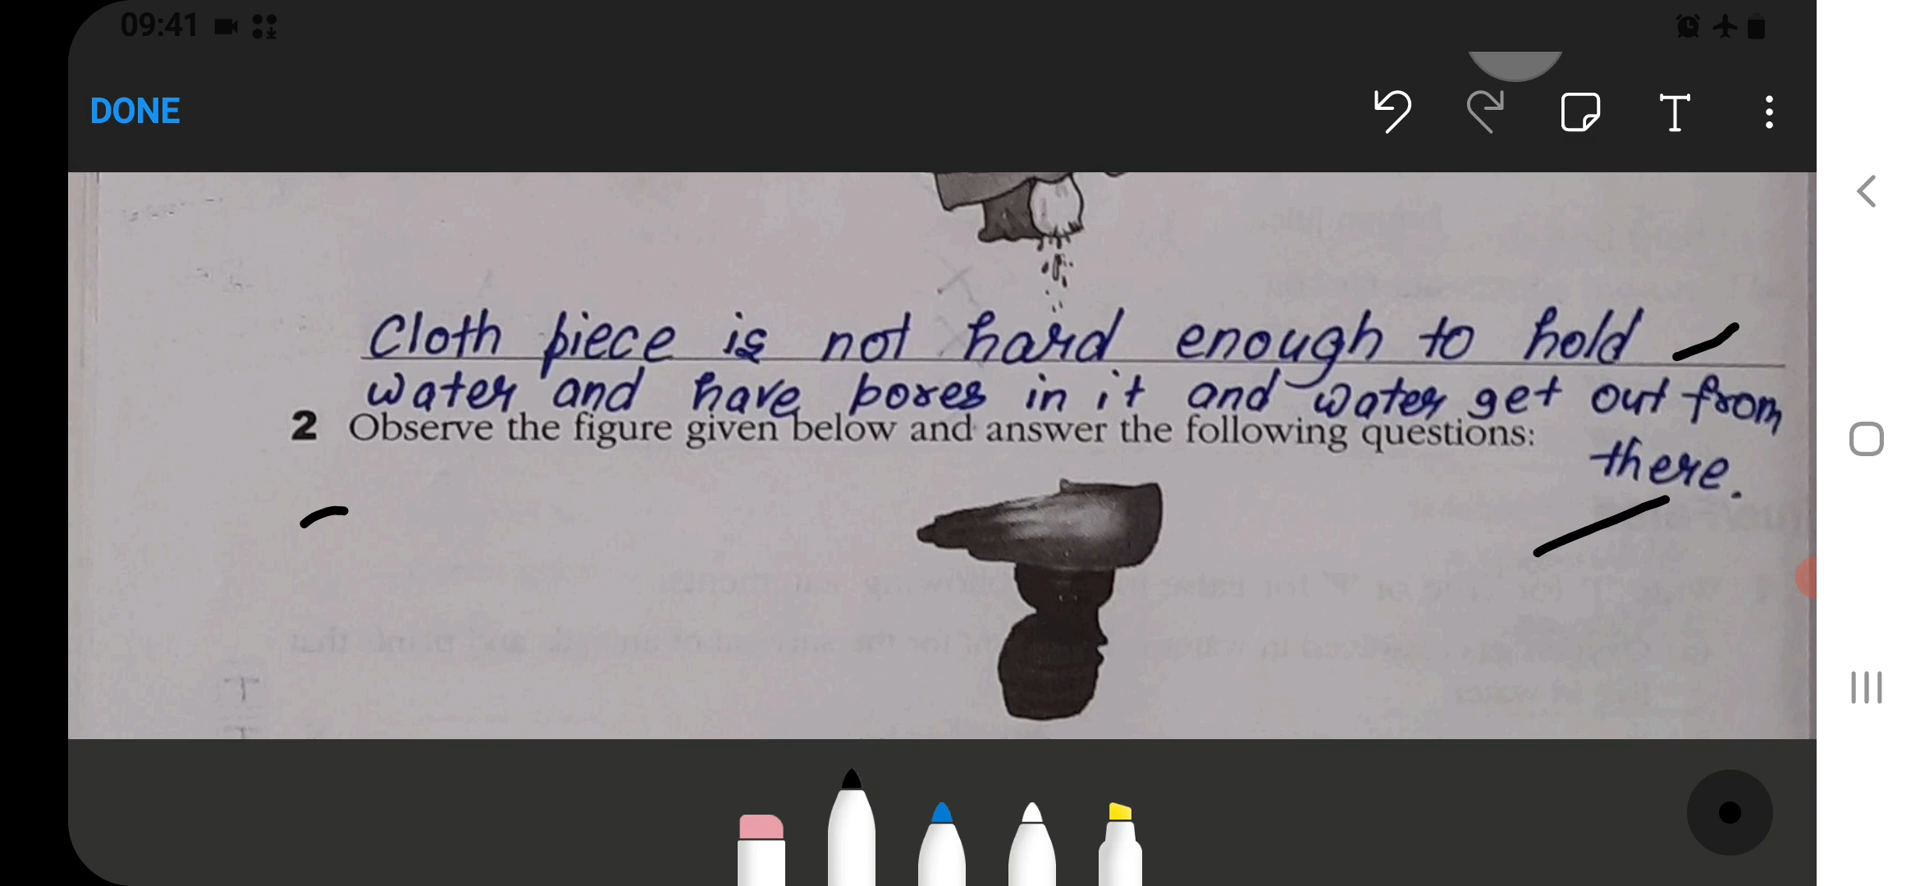 09:41
DONE
T
Cloth piece is not hard enough to hold
water and have pores in it and water get out from
there.
2 Observe the figure given below and answer the following questions: